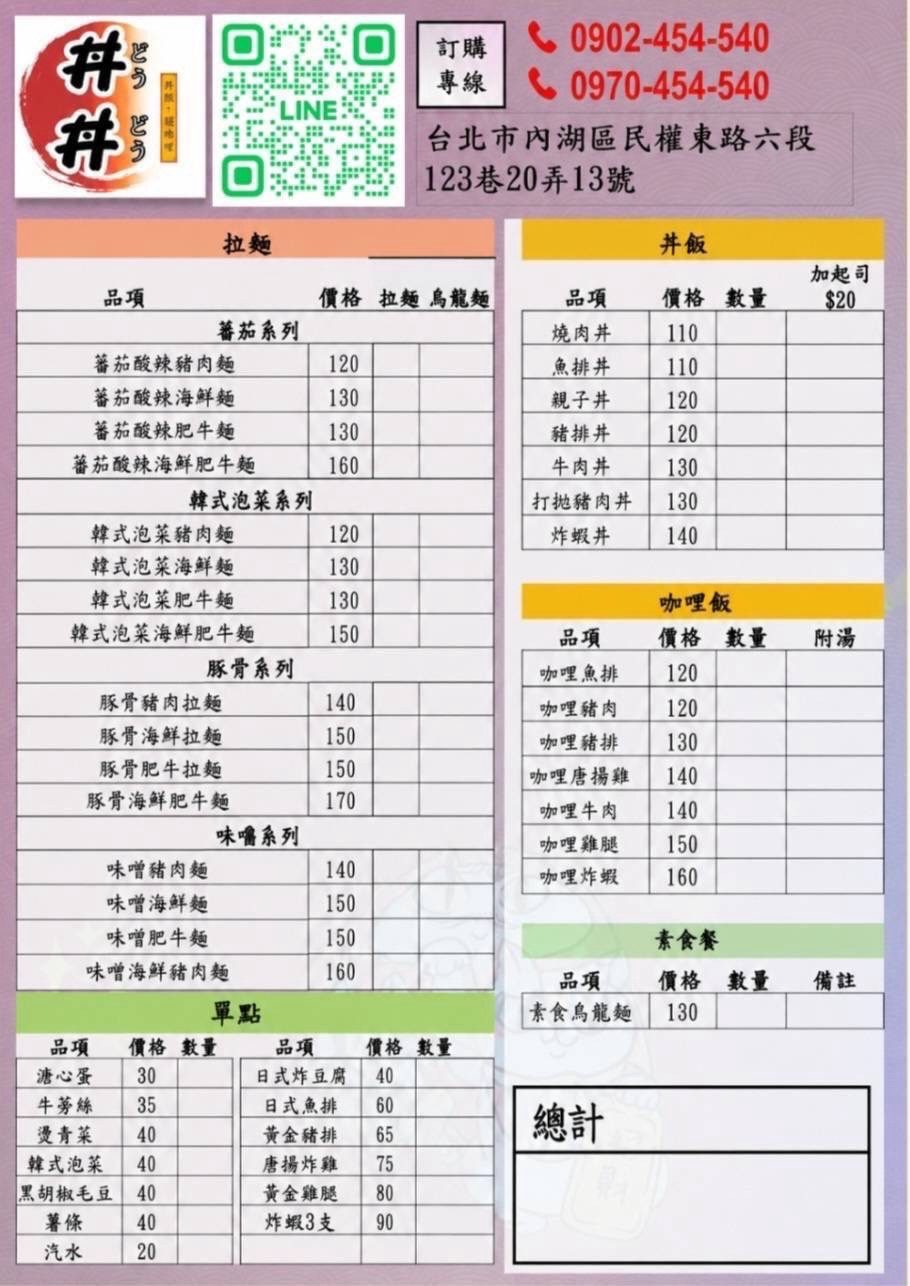 丼丼
どう
どう
丼飯・咖哩
LINE
訂購
專線
0902-454-540
0970-454-540
台北市內湖區民權東路六段
123巷20弄13號
拉麵
品項 價格 拉麵 烏龍麵
蕃茄系列
蕃茄酸辣豬肉麵 120
蕃茄酸辣海鮮麵 130
蕃茄酸辣肥牛麵 130
蕃茄酸辣海鮮肥牛麵 160
韓式泡菜系列
韓式泡菜豬肉麵 120
韓式泡菜海鮮麵 130
韓式泡菜肥牛麵 130
韓式泡菜海鮮肥牛麵 150
豚骨系列
豚骨豬肉拉麵 140
豚骨海鮮拉麵 150
豚骨肥牛拉麵 150
豚骨海鮮肥牛麵 170
味噌系列
味噌豬肉麵 140
味噌海鮮麵 150
味噌肥牛麵 150
味噌海鮮豬肉麵 160
單點
品項 價格 數量 品項 價格 數量
溏心蛋 30 日式炸豆腐 40
牛蒡絲 35 日式魚排 60
燙青菜 40 黃金豬排 65
韓式泡菜 40 唐揚炸雞 75
黑胡椒毛豆 40 黃金雞腿 80
薯條 40 炸蝦3支 90
汽水 20
丼飯
加起司
品項 價格 數量 $20
燒肉丼 110
魚排丼 110
親子丼 120
豬排丼 120
牛肉丼 130
打拋豬肉丼 130
炸蝦丼 140
咖哩飯
品項 價格 數量 附湯
咖哩魚排 120
咖哩豬肉 120
咖哩豬排 130
咖哩唐揚雞 140
咖哩牛肉 140
咖哩雞腿 150
咖哩炸蝦 160
素食餐
品項 價格 數量 備註
素食烏龍麵 130
總計